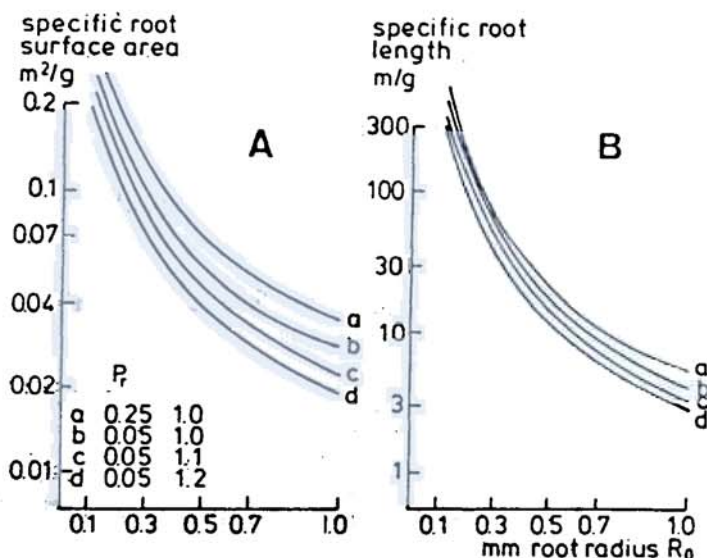 specific root
surface area
m²/g
0.2
0.1
0.07
0.04
0.02
0.01
A
a
b
c
d
Pr
a 0.25 1.0
b 0.05 1.0
c 0.05 1.1
d 0.05 1.2
0.1 0.3 0.5 0.7 1.0
specific root
length
m/g
300
100
30
10
3
1
B
a
b
c
d
0.1 0.3 0.5 0.7 1.0
mm root radius R₀